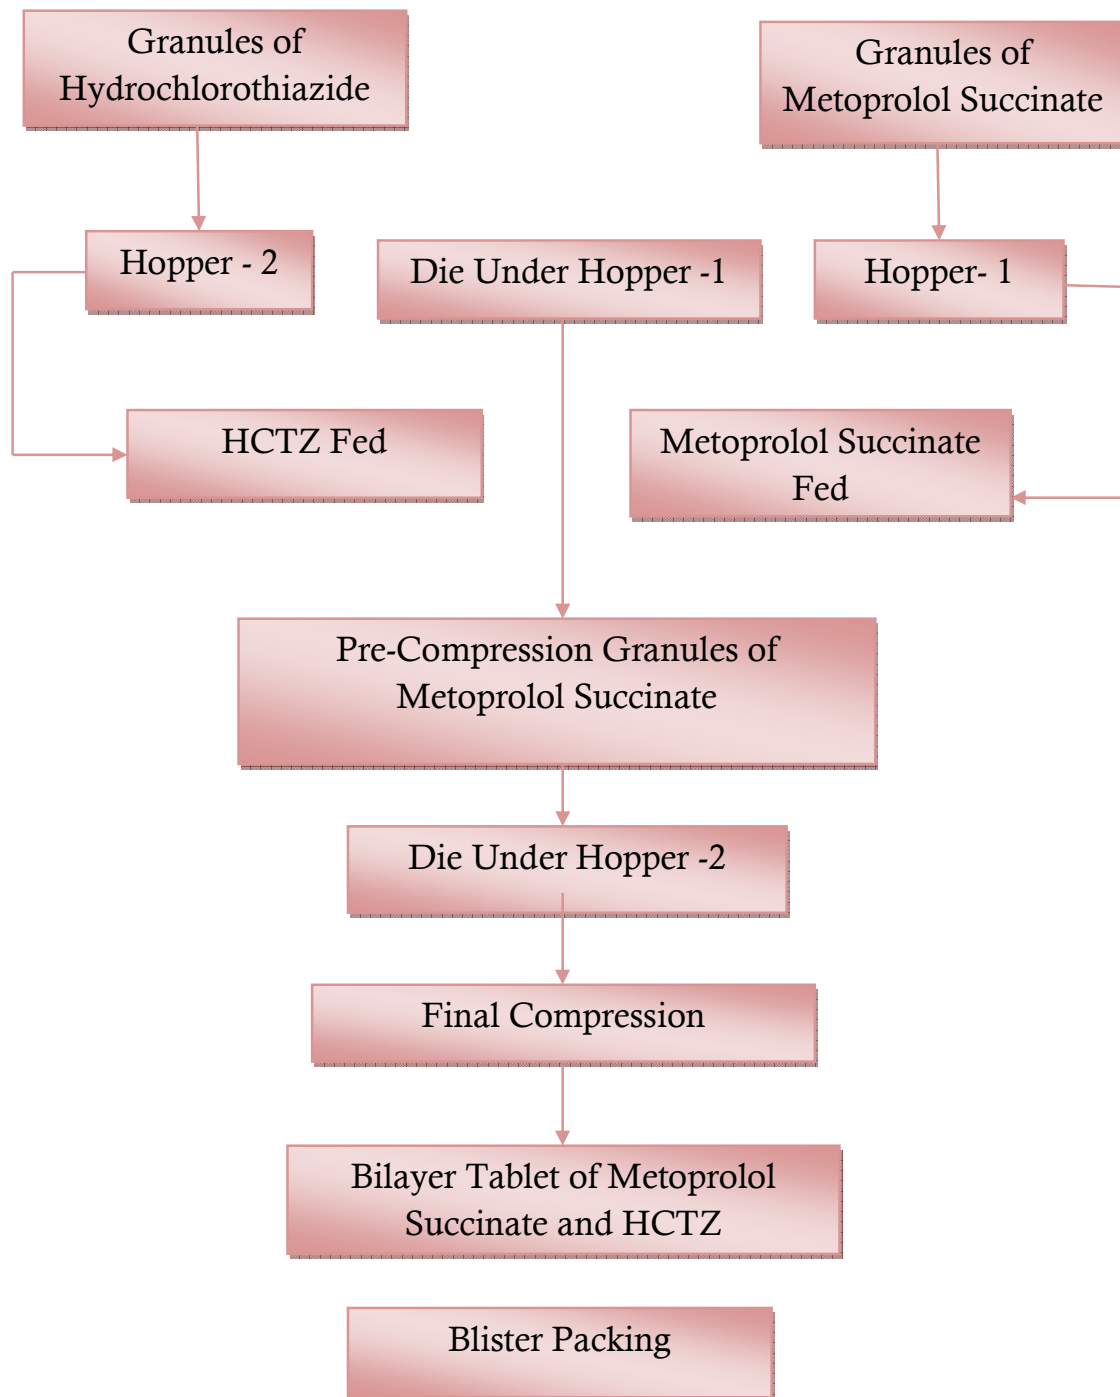 Granules of
Hydrochlorothiazide
Granules of
Metoprolol Succinate
Hopper - 2
Die Under Hopper -1
Hopper- 1
HCTZ Fed
Metoprolol Succinate
Fed
Pre-Compression Granules of
Metoprolol Succinate
Die Under Hopper -2
Final Compression
Bilayer Tablet of Metoprolol
Succinate and HCTZ
Blister Packing